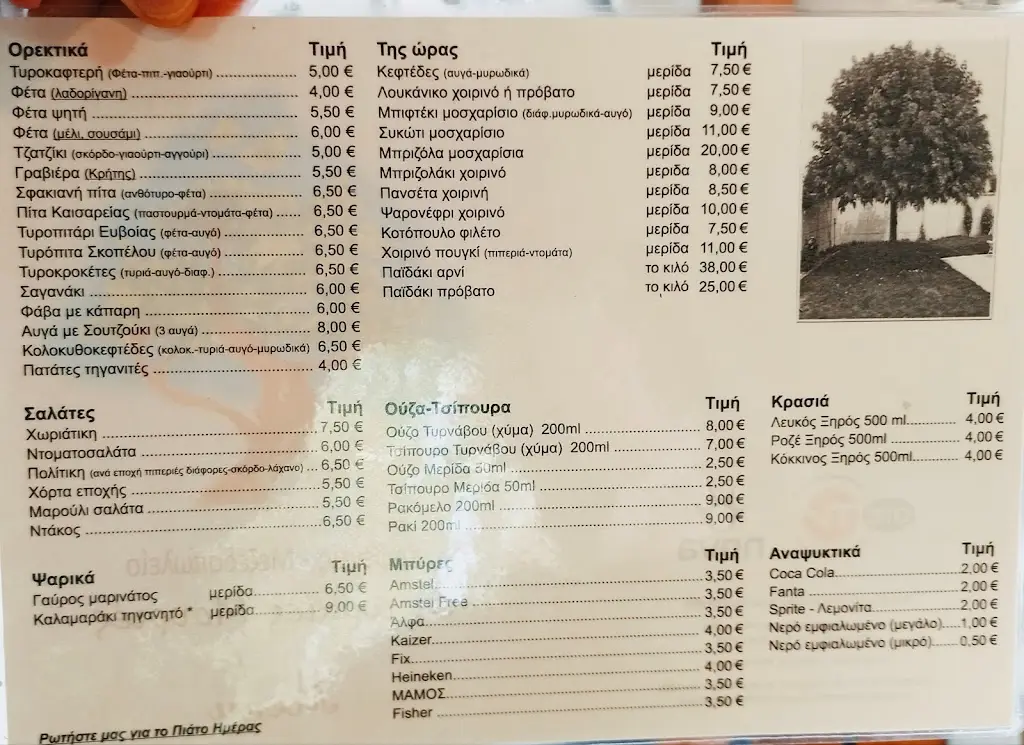 Ορεκτικά Τιμή
Τυροκαφτερή (Φέτα-πιπ.-γιαούρτι) 5,00 €
Φέτα (λαδορίγανη) 4,00 €
Φέτα ψητή 5,50 €
Φέτα (μέλι, σουσάμι) 6,00 €
Τζατζίκι (σκόρδο-γιαούρτι-αγγούρι) 5,00 €
Γραβιέρα (Κρήτης) 5,50 €
Σφακιανή πίτα (ανθότυρο-φέτα) 6,50 €
Πίτα Καισαρείας (παστουρμά-ντομάτα-φέτα) 6,50 €
Τυροπιτάρι Ευβοίας (φέτα-αυγό) 6,50 €
Τυρόπιτα Σκοπέλου (φέτα-αυγό) 6,50 €
Τυροκροκέτες (τυριά-αυγό-διαφ.) 6,50 €
Σαγανάκι 6,00 €
Φάβα με κάπαρη 6,00 €
Αυγά με Σουτζούκι (3 αυγά) 8,00 €
Κολοκυθοκεφτέδες (κολοκ.-τυριά-αυγό-μυρωδικά) 6,50 €
Πατάτες τηγανιτές 4,00 €
Της ώρας Τιμή
Κεφτέδες (αυγά-μυρωδικά) μερίδα 7,50 €
Λουκάνικο χοιρινό ή πρόβατο μερίδα 7,50 €
Μπιφτέκι μοσχαρίσιο (διάφ.μυρωδικά-αυγό) μερίδα 9,00 €
Συκώτι μοσχαρίσιο μερίδα 11,00 €
Μπριζόλα μοσχαρίσια μερίδα 20,00 €
Μπριζολάκι χοιρινό μερίδα 8,00 €
Πανσέτα χοιρινή μερίδα 8,50 €
Ψαρονέφρι χοιρινό μερίδα 10,00 €
Κοτόπουλο φιλέτο μερίδα 7,50 €
Χοιρινό πουγκί (πιπεριά-ντομάτα) μερίδα 11,00 €
Παϊδάκι αρνί το κιλό 38,00 €
Παϊδάκι πρόβατο το κιλό 25,00 €
Σαλάτες Τιμή
Χωριάτικη 7,50 €
Ντοματοσαλάτα 6,00 €
Πολίτικη (ανά εποχή πιπεριές διάφορες-σκόρδο-λάχανο) 6,50 €
Χόρτα εποχής 5,50 €
Μαρούλι σαλάτα 5,50 €
Ντάκος 6,50 €
Ούζα-Τσίπουρα Τιμή
Ούζο Τυρνάβου (χύμα) 200ml 8,00 €
Τσίπουρο Τυρνάβου (χύμα) 200ml 7,00 €
Ούζο Μερίδα 50ml 2,50 €
Τσίπουρο Μερίδα 50ml 2,50 €
Ρακόμελο 200ml 9,00 €
Ρακί 200ml 9,00 €
Κρασιά Τιμή
Λευκός Ξηρός 500 ml 4,00 €
Ροζέ Ξηρός 500ml 4,00 €
Κόκκινος Ξηρός 500ml 4,00 €
Ψαρικά Τιμή
Γαύρος μαρινάτος μερίδα 6,50 €
Καλαμαράκι τηγανητό * μερίδα 9,00 €
Μπύρες Τιμή
Amstel 3,50 €
Amstel Free 3,50 €
Άλφα 3,50 €
Kaizer 4,00 €
Fix 3,50 €
Heineken 4,00 €
ΜΑΜΟΣ 3,50 €
Fisher 3,50 €
Αναψυκτικά Τιμή
Coca Cola 2,00 €
Fanta 2,00 €
Sprite - Λεμονίτα 2,00 €
Νερό εμφιαλωμένο (μεγάλο) 1,00 €
Νερό εμφιαλωμένο (μικρό) 0,50 €
Ρωτήστε μας για το Πιάτο Ημέρας